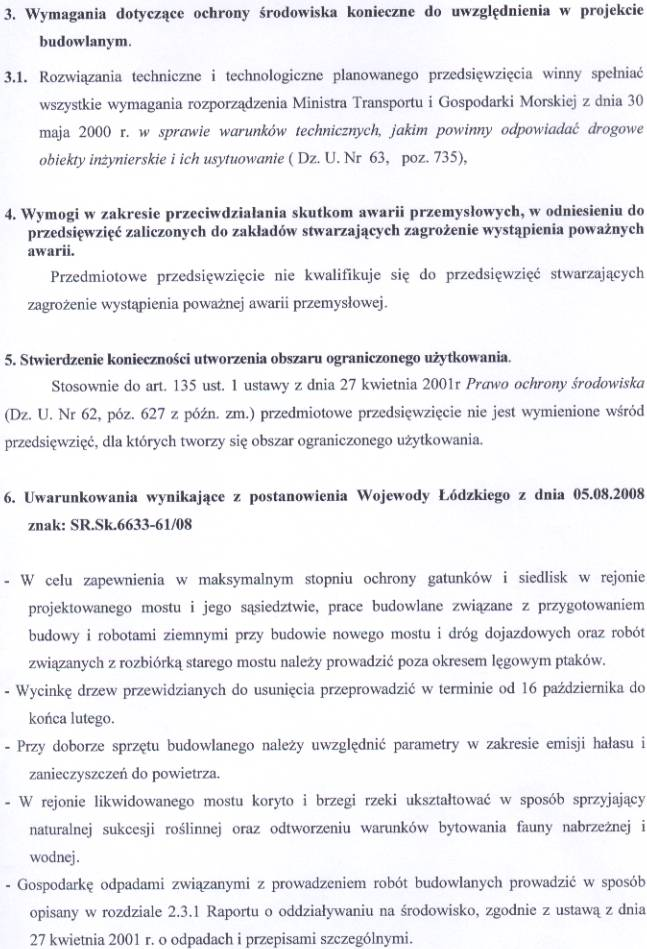 3. Wymagania dotyczące ochrony środowiska konieczne do uwzględnienia w projekcie
budowlanym.
3.1. Rozwiązania techniczne i technologiczne planowanego przedsięwzięcia winny spełniać
wszystkie wymagania rozporządzenia Ministra Transportu i Gospodarki Morskiej z dnia 30
maja 2000 r. w sprawie warunków technicznych, jakim powinny odpowiadać drogowe
obiekty inżynierskie i ich usytuowanie ( Dz. U. Nr 63, poz. 735),
4. Wymogi w zakresie przeciwdziałania skutkom awarii przemysłowych, w odniesieniu do
przedsięwzięć zaliczonych do zakładów stwarzających zagrożenie wystąpienia poważnych
awarii.
Przedmiotowe przedsięwzięcie nie kwalifikuje się do przedsięwzięć stwarzających
zagrożenie wystąpienia poważnej awarii przemysłowej.
5. Stwierdzenie konieczności utworzenia obszaru ograniczonego użytkowania.
Stosownie do art. 135 ust. 1 ustawy z dnia 27 kwietnia 2001r Prawo ochrony środowiska
(Dz. U. Nr 62, póz. 627 z późn. zm.) przedmiotowe przedsięwzięcie nie jest wymienione wśród
przedsięwzięć, dla których tworzy się obszar ograniczonego użytkowania.
6. Uwarunkowania wynikające z postanowienia Wojewody Łódzkiego z dnia 05.08.2008
znak: SR.Sk.6633-61/08
- W celu zapewnienia w maksymalnym stopniu ochrony gatunków i siedlisk w rejonie
projektowanego mostu i jego sąsiedztwie, prace budowlane związane z przygotowaniem
budowy i robotami ziemnymi przy budowie nowego mostu i dróg dojazdowych oraz robót
związanych z rozbiórką starego mostu należy prowadzić poza okresem lęgowym ptaków.
- Wycinkę drzew przewidzianych do usunięcia przeprowadzić w terminie od 16 października do
końca lutego.
- Przy doborze sprzętu budowlanego należy uwzględnić parametry w zakresie emisji hałasu i
zanieczyszczeń do powietrza.
- W rejonie likwidowanego mostu koryto i brzegi rzeki ukształtować w sposób sprzyjający
naturalnej sukcesji roślinnej oraz odtworzeniu warunków bytowania fauny nabrzeżnej i
wodnej.
- Gospodarkę odpadami związanymi z prowadzeniem robót budowlanych prowadzić w sposób
opisany w rozdziale 2.3.1 Raportu o oddziaływaniu na środowisko, zgodnie z ustawą z dnia
27 kwietnia 2001 r. o odpadach i przepisami szczególnymi.